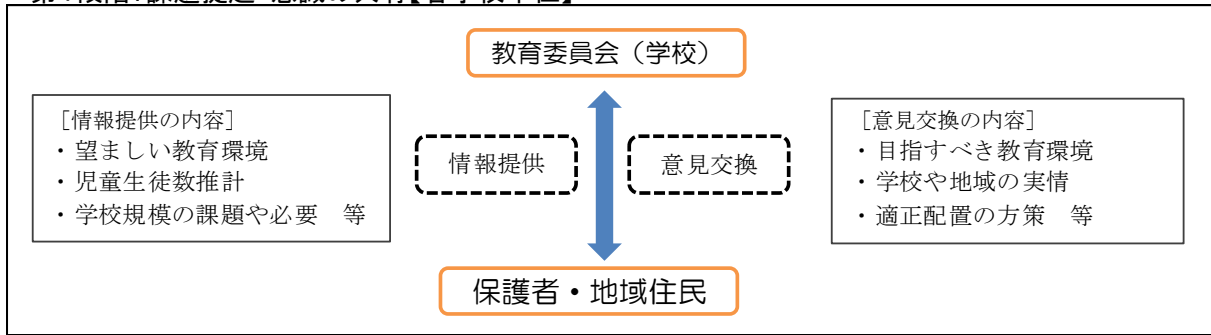 教育委員会（学校）
［情報提供の内容］
・望ましい教育環境
・児童生徒数推計
・学校規模の課題や必要　等
情報提供
意見交換
［意見交換の内容］
・目指すべき教育環境
・学校や地域の実情
・適正配置の方策　等
保護者・地域住民